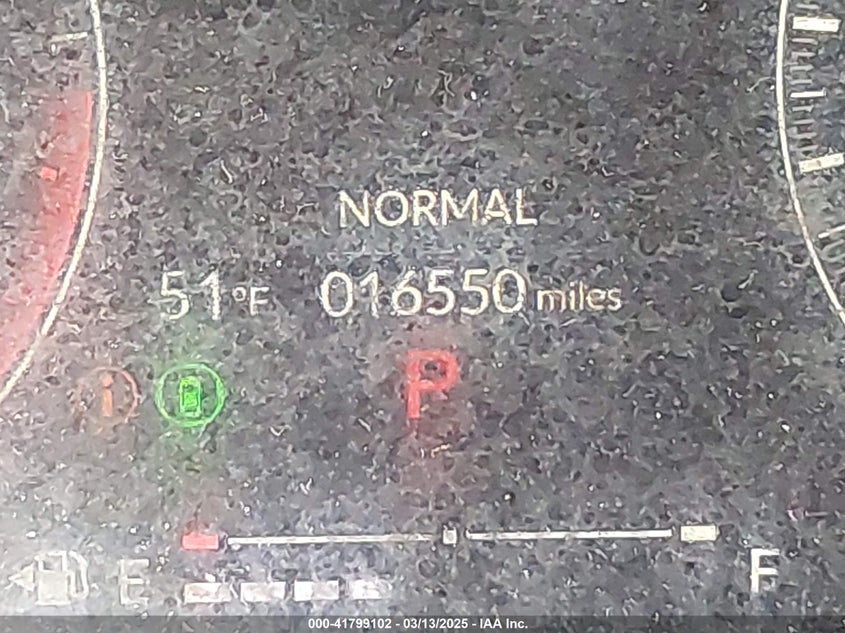 NORMAL
51°F 016550 miles
i
P
E F
000-41799102 - 03/13/2025 - IAA Inc.